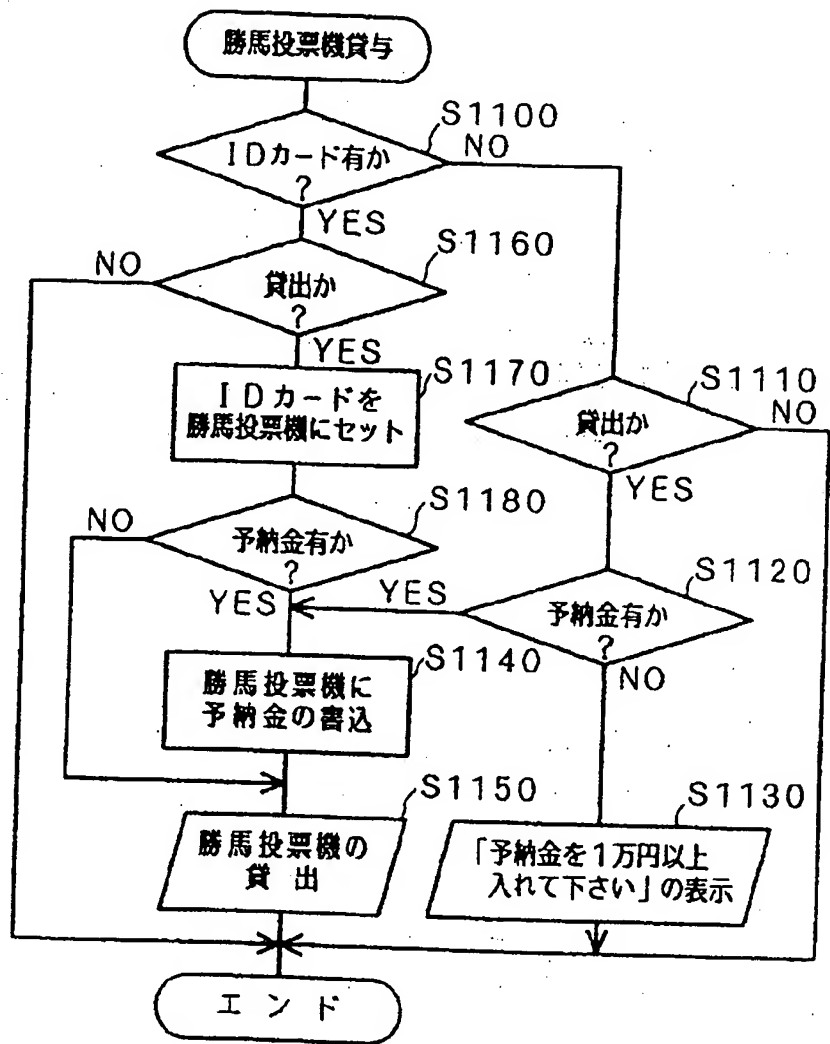 勝馬投票機貸与
S1100
IDカード有か
?
NO
YES
S1160
NO
貸出か
?
YES
S1170
IDカードを
勝馬投票機にセット
S1110
貸出か
?
NO
YES
S1180
NO
予納金有か
?
YES
S1120
YES
予納金有か
?
NO
S1140
勝馬投票機に
予納金の書込
S1150
勝馬投票機の
貸出
S1130
「予納金を1万円以上
入れて下さい」の表示
エンド